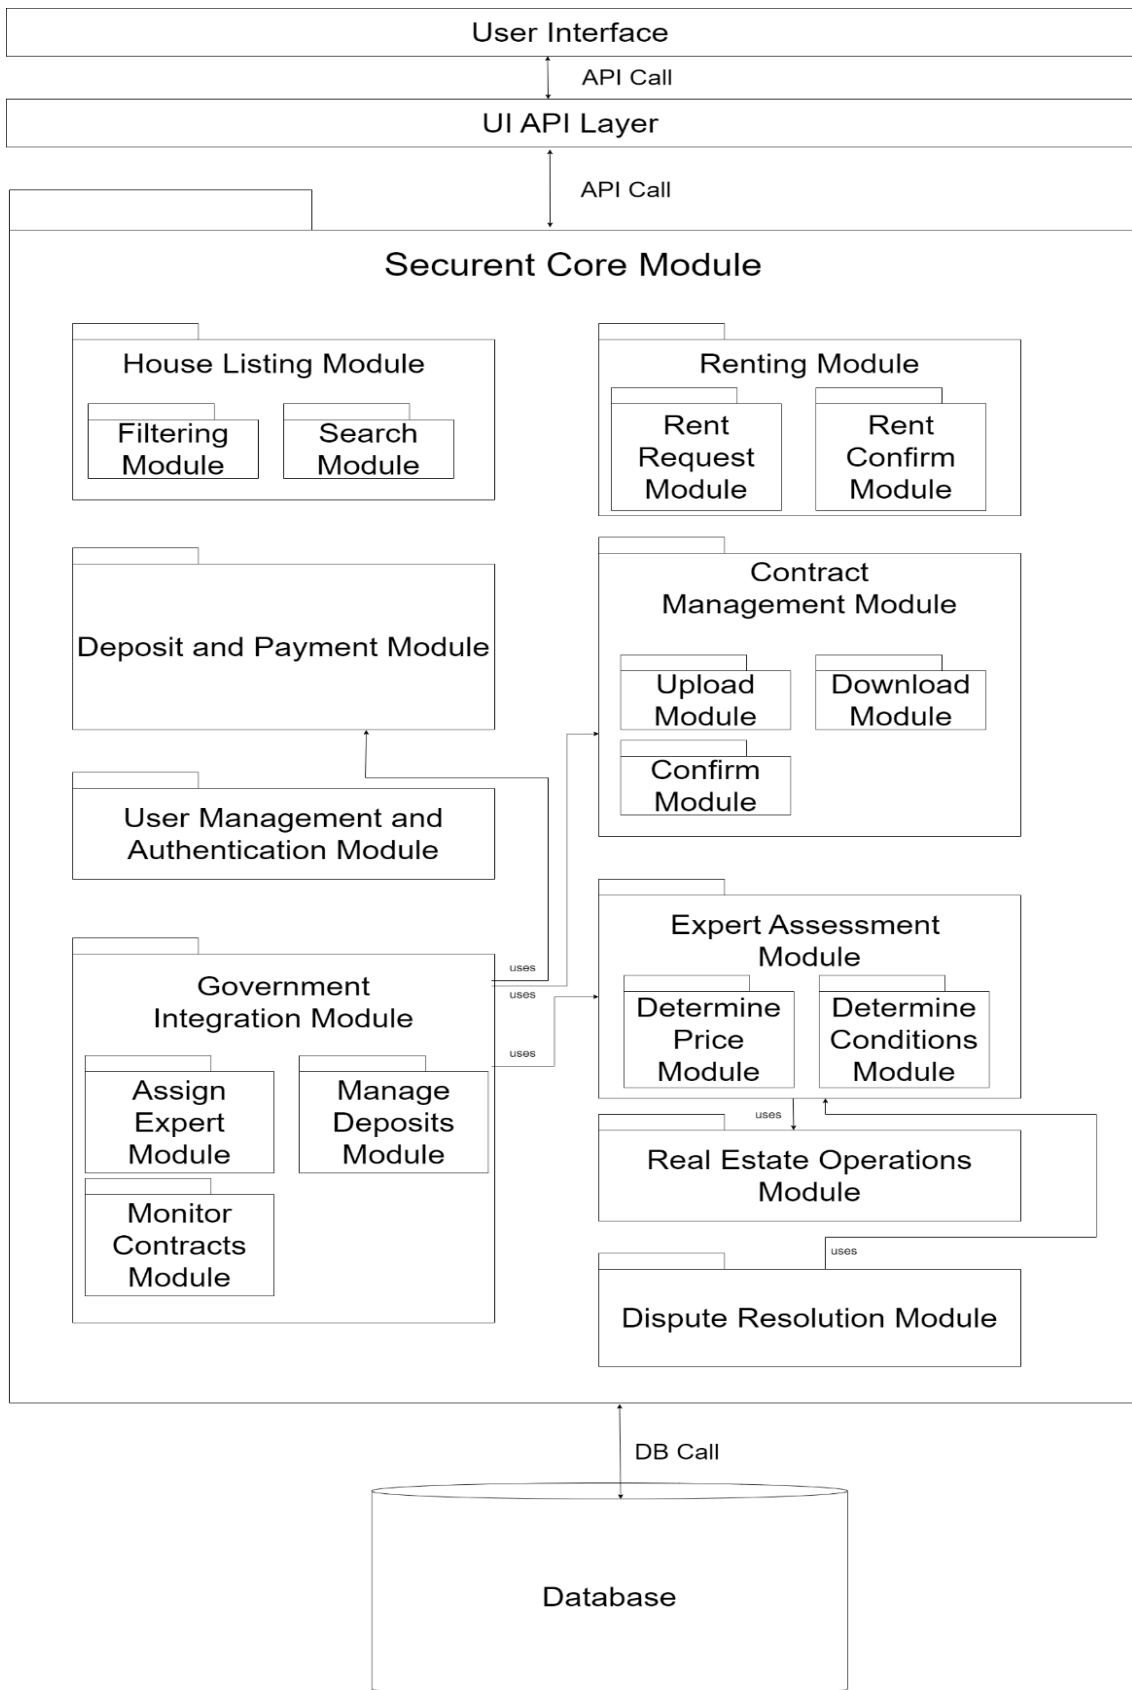 User Interface
API Call
UI API Layer
API Call
Securent Core Module
House Listing Module
Filtering
Module
Search
Module
Renting Module
Rent
Request
Module
Rent
Confirm
Module
Deposit and Payment Module
Contract
Management Module
Upload
Module
Download
Module
Confirm
Module
User Management and
Authentication Module
Government
Integration Module
uses
uses
uses
Assign
Expert
Module
Manage
Deposits
Module
Monitor
Contracts
Module
Expert Assessment
Module
Determine
Price
Module
Determine
Conditions
Module
uses
Real Estate Operations
Module
uses
Dispute Resolution Module
DB Call
Database